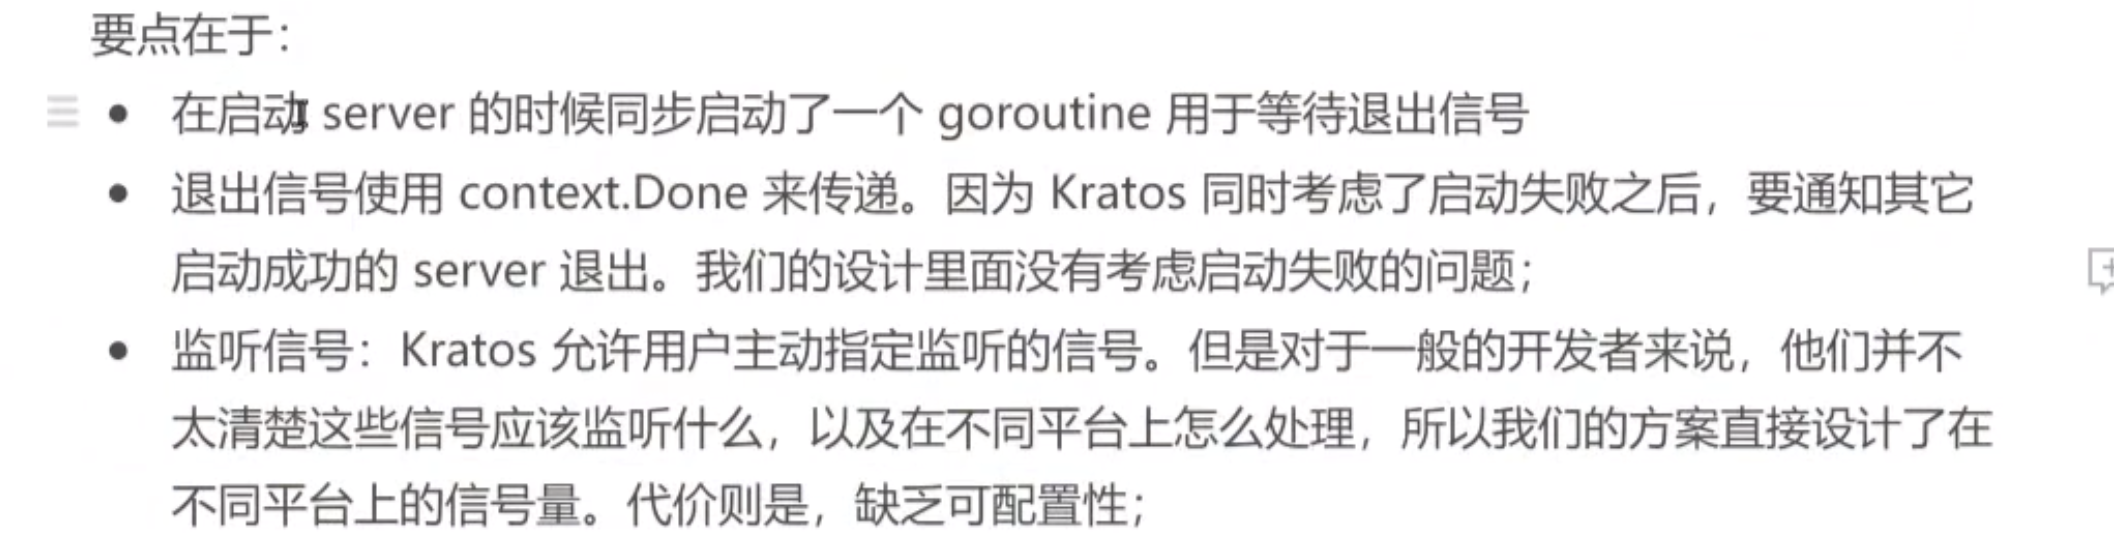 要点在于：
在启动 server 的时候同步启动了一个 goroutine 用于等待退出信号
退出信号使用 context.Done 来传递。因为 Kratos 同时考虑了启动失败之后，要通知其它
启动成功的 server 退出。我们的设计里面没有考虑启动失败的问题；
监听信号：Kratos 允许用户主动指定监听的信号。但是对于一般的开发者来说，他们并不
太清楚这些信号应该监听什么，以及在不同平台上怎么处理，所以我们的方案直接设计了在
不同平台上的信号量。代价则是，缺乏可配置性；